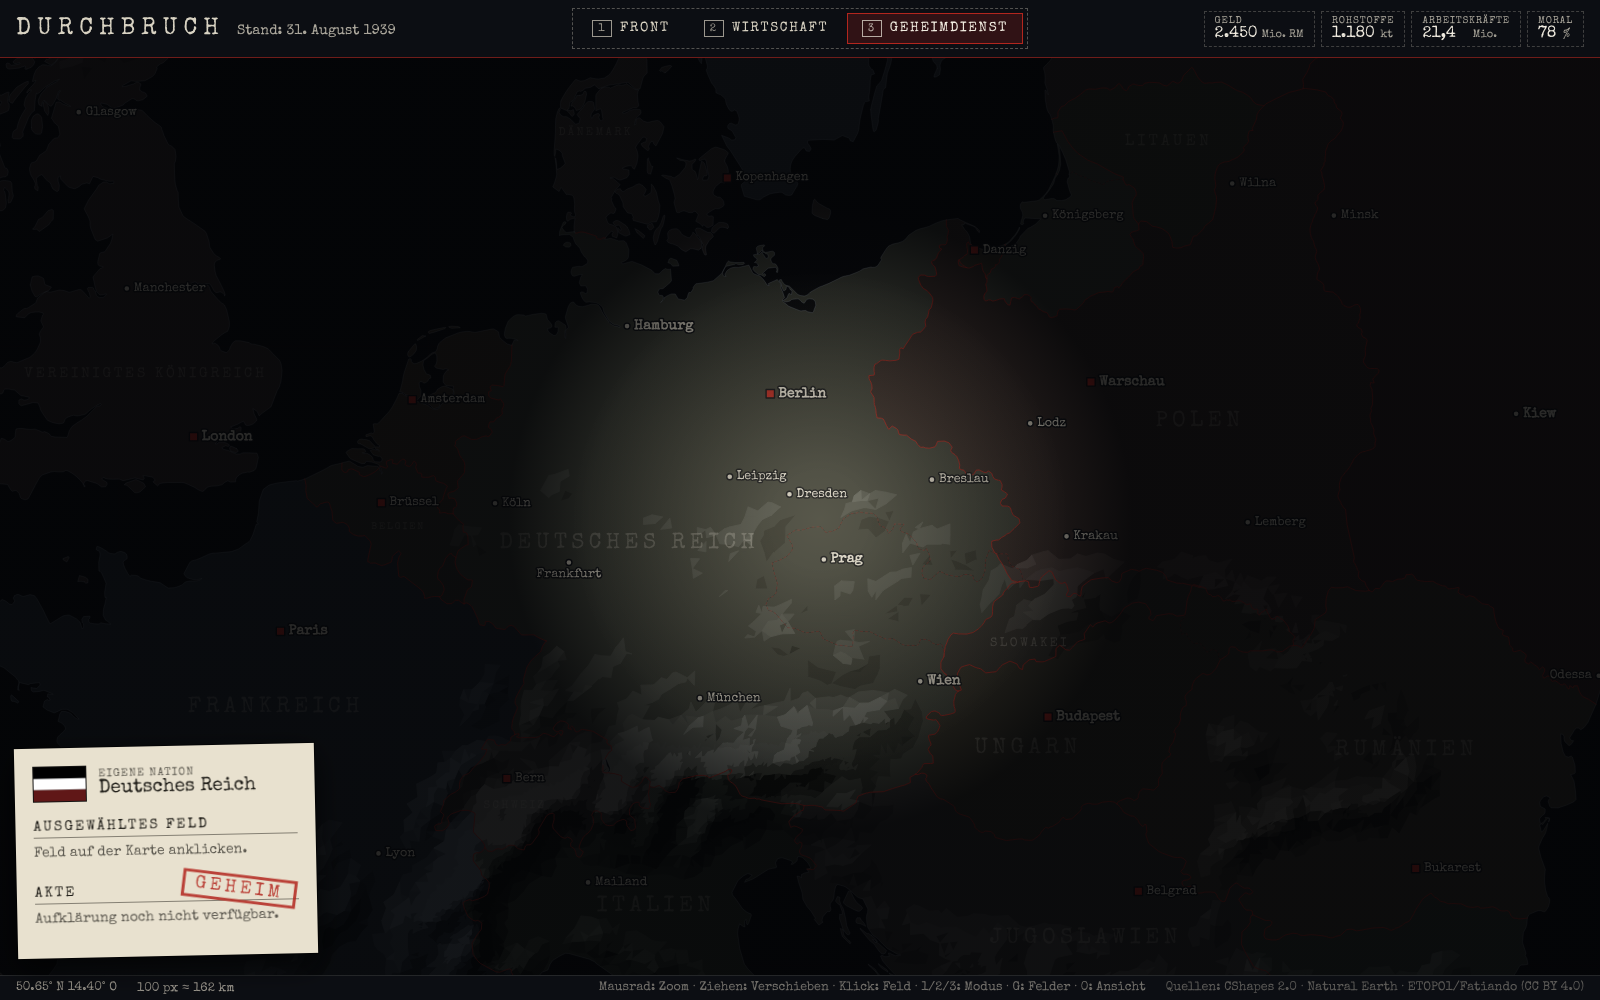 DURCHBRUCH Stand: 31. August 1939
1 FRONT 2 WIRTSCHAFT 3 GEHEIMDIENST
GELD
2.450 Mio. RM
ROHSTOFFE
1.180 kt
ARBEITSKRÄFTE
21,4 Mio.
MORAL
78 %
Glasgow
DÄNEMARK
LITAUEN
Kopenhagen
Wilna
Königsberg
Minsk
Danzig
Manchester
Hamburg
VEREINIGTES KÖNIGREICH
Warschau
Berlin
Amsterdam
Kiew
POLEN
Lodz
London
Leipzig
Breslau
Dresden
Brüssel
Köln
Lemberg
BELGIEN
Krakau
DEUTSCHES REICH
Prag
Frankfurt
Paris
SLOWAKEI
Odessa
Wien
München
FRANKREICH
Budapest
UNGARN
RUMÄNIEN
Bern
Lyon
Bukarest
Mailand
Belgrad
ITALIEN
JUGOSLAWIEN
EIGENE NATION
Deutsches Reich
AUSGEWÄHLTES FELD
Feld auf der Karte anklicken.
AKTE
GEHEIM
Aufklärung noch nicht verfügbar.
50.65° N 14.40° O 100 px ≈ 162 km
Mausrad: Zoom · Ziehen: Verschieben · Klick: Feld · 1/2/3: Modus · G: Felder · O: Ansicht Quellen: CShapes 2.0 · Natural Earth · ETOPO1/Fatiando (CC BY 4.0)